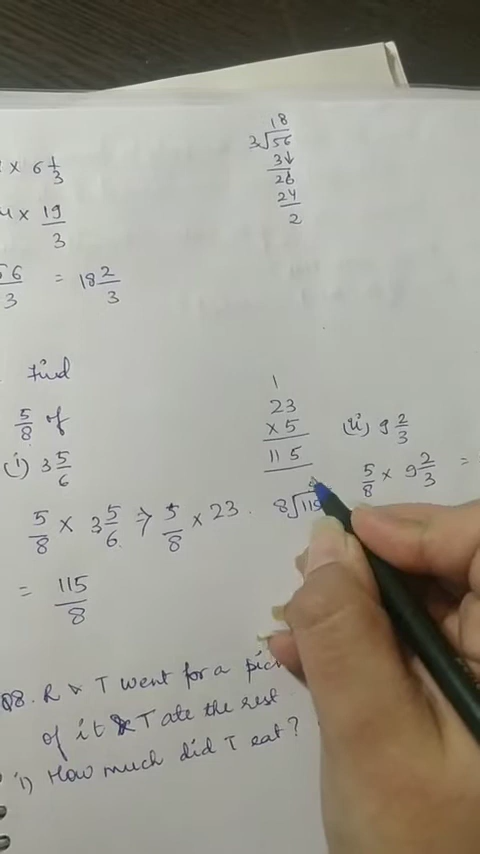 × 6 1/3
18
3√56
3↓
26
24
2
4 × 19/3
56/3 = 18 2/3
Find
5/8 of
(i) 3 5/6
1
23
× 5
115
(ii) 9 2/3
5/8 × 3 5/6 ⇒ 5/8 × 23
8√115
5/8 × 9 2/3 =
= 115/8
Q8. R & T went for a
of it & T ate the rest
i) How much did T eat?